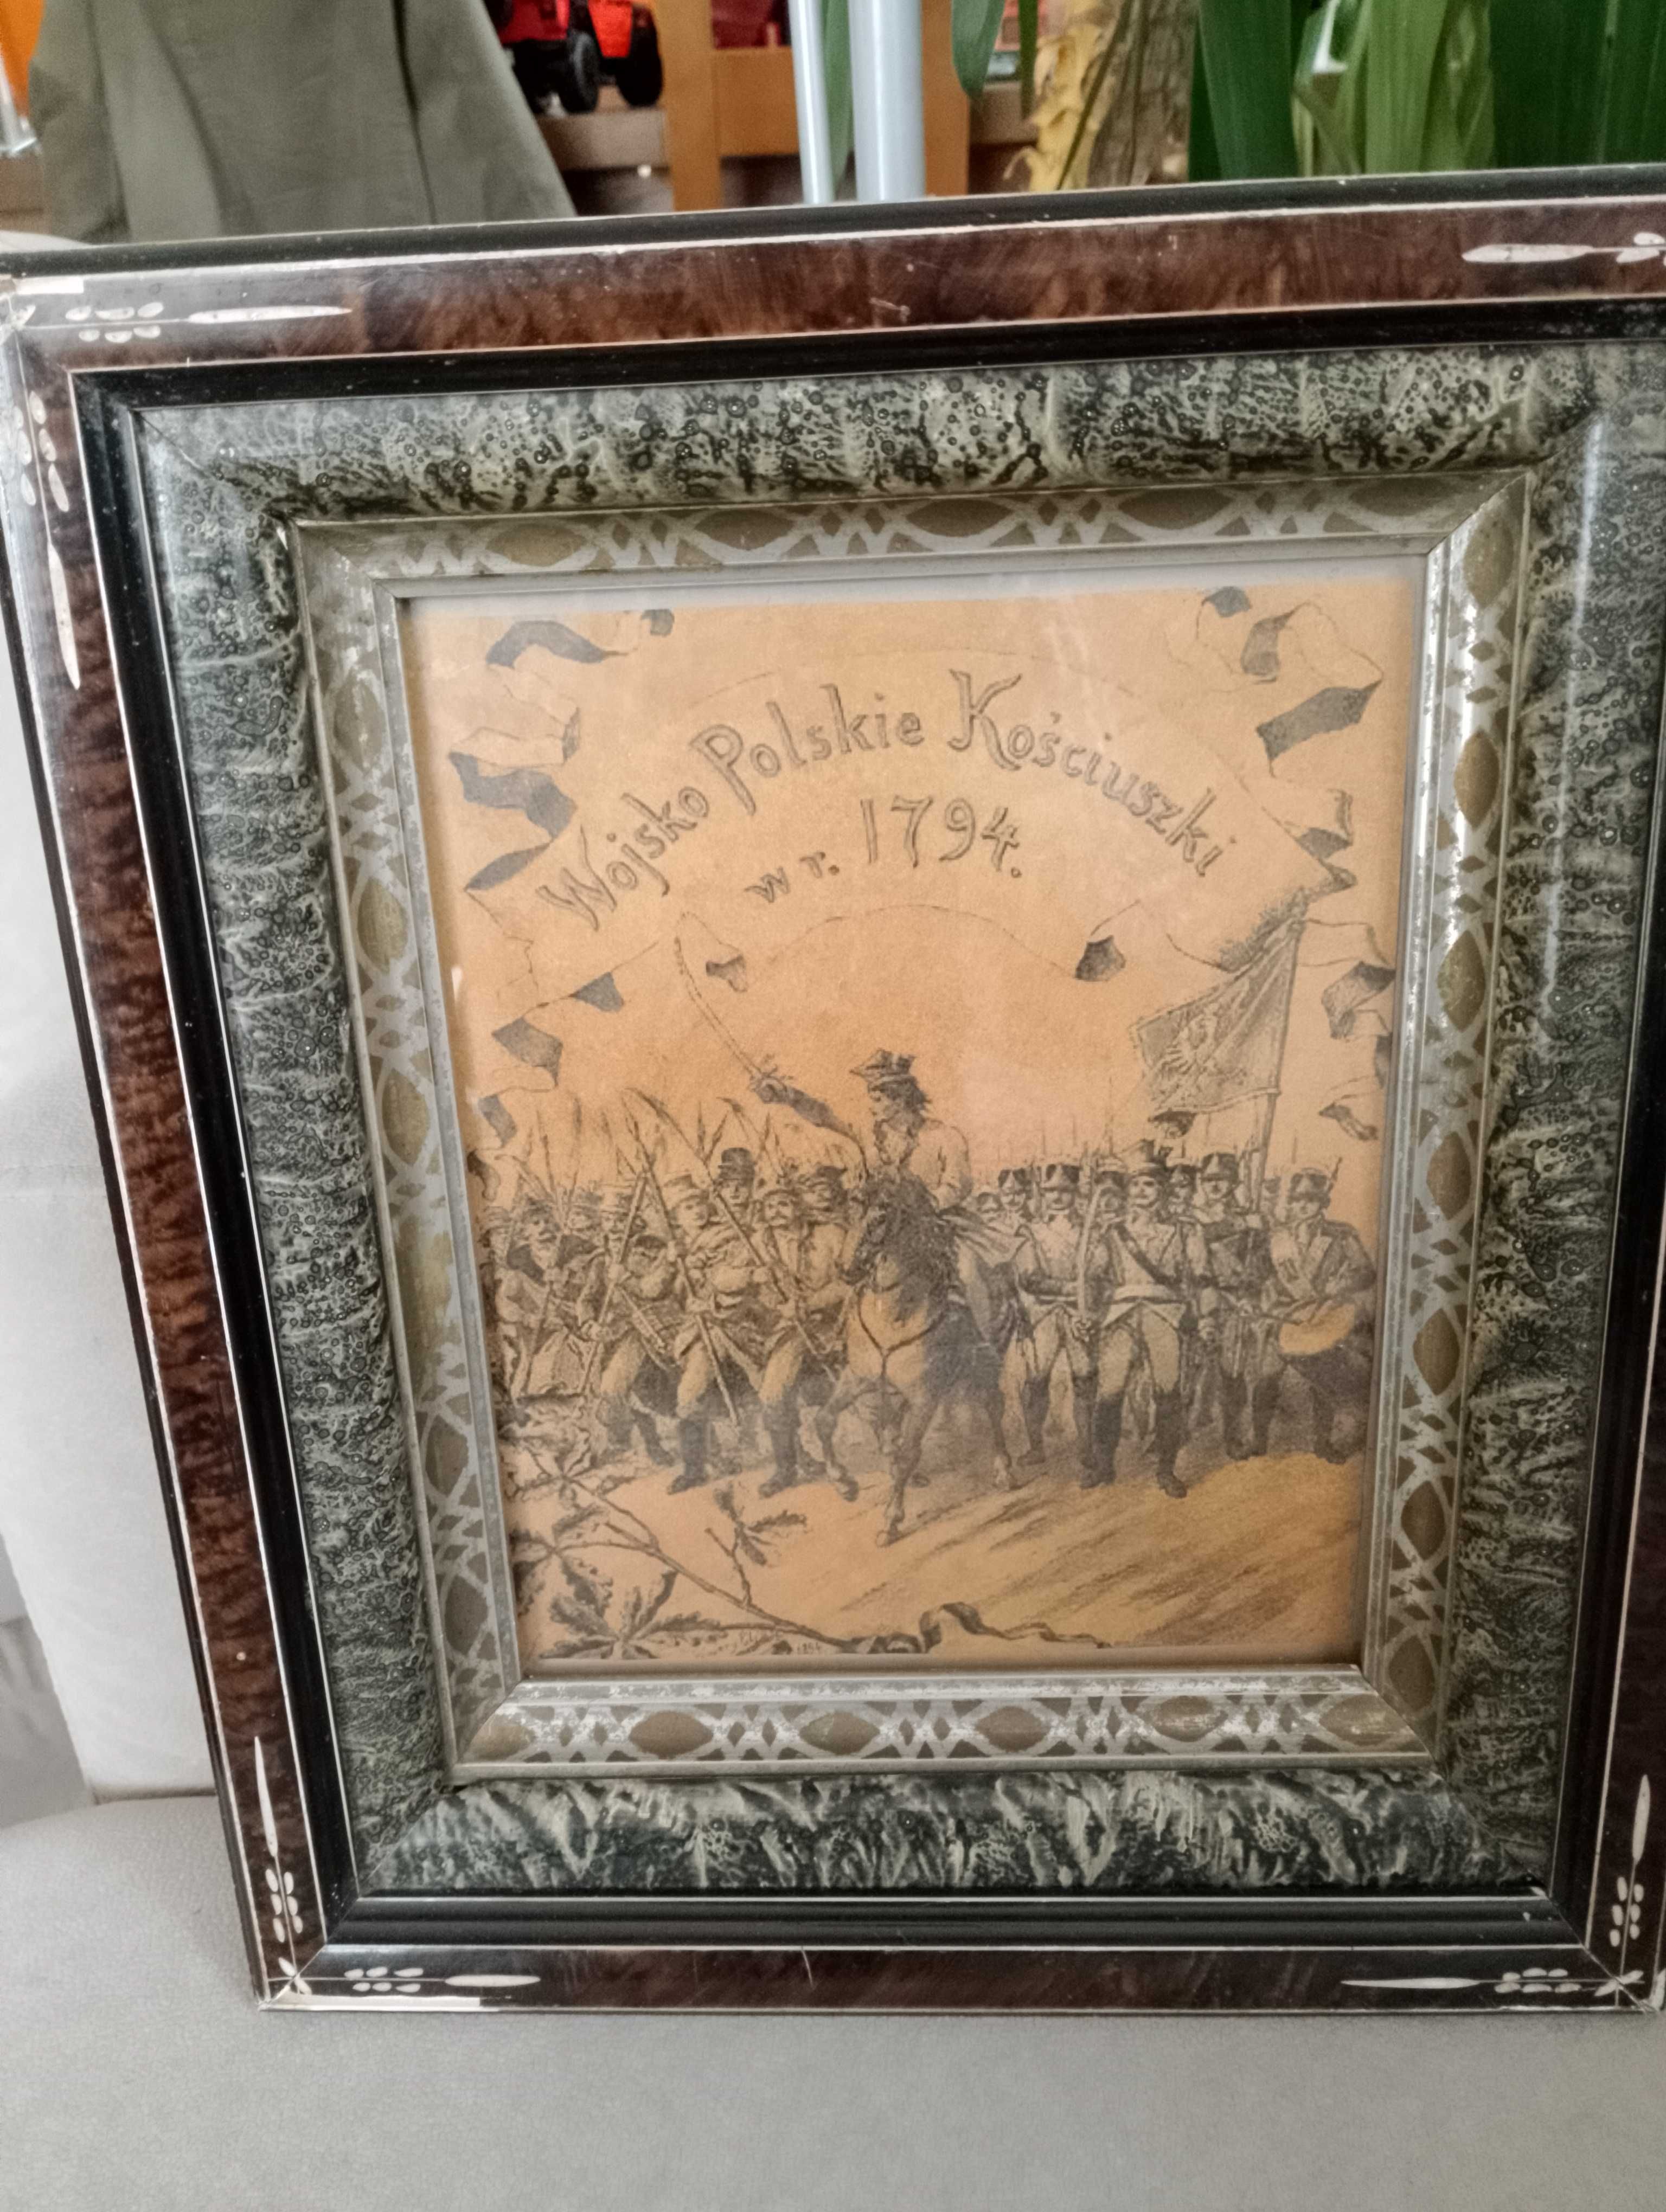 Wojsko Polskie Kościuszki
w r. 1794.